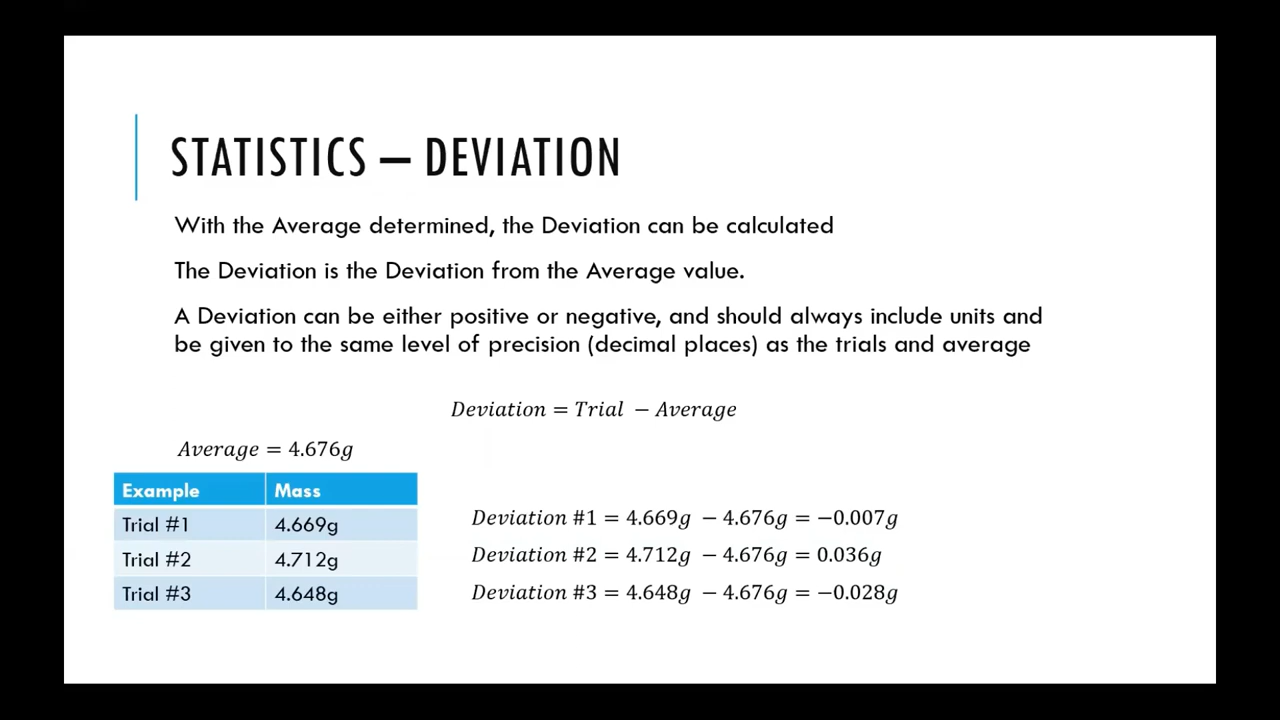 STATISTICS – DEVIATION
With the Average determined, the Deviation can be calculated
The Deviation is the Deviation from the Average value.
A Deviation can be either positive or negative, and should always include units and
be given to the same level of precision (decimal places) as the trials and average
Deviation = Trial − Average
Average = 4.676g
Example Mass
Trial #1 4.669g
Trial #2 4.712g
Trial #3 4.648g
Deviation #1 = 4.669g − 4.676g = −0.007g
Deviation #2 = 4.712g − 4.676g = 0.036g
Deviation #3 = 4.648g − 4.676g = −0.028g